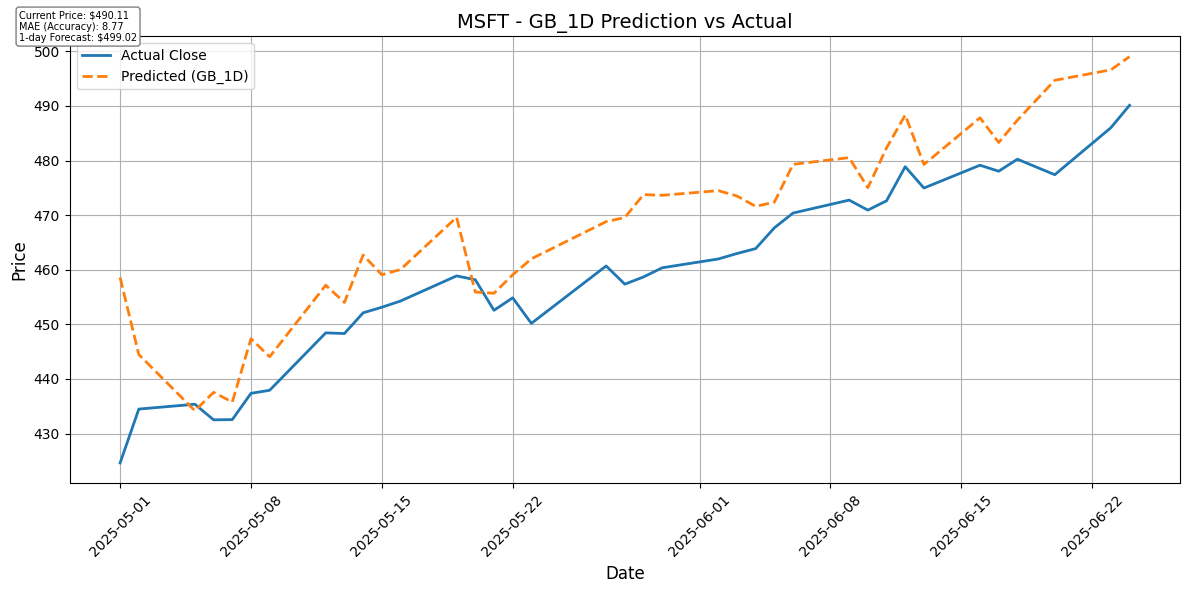 MSFT - GB_1D Prediction vs Actual
Current Price: $490.11
MAE (Accuracy): 8.77
1-day Forecast: $499.02
Actual Close
Predicted (GB_1D)
Price
500
490
480
470
460
450
440
430
2025-05-01
2025-05-08
2025-05-15
2025-05-22
2025-06-01
2025-06-08
2025-06-15
2025-06-22
Date